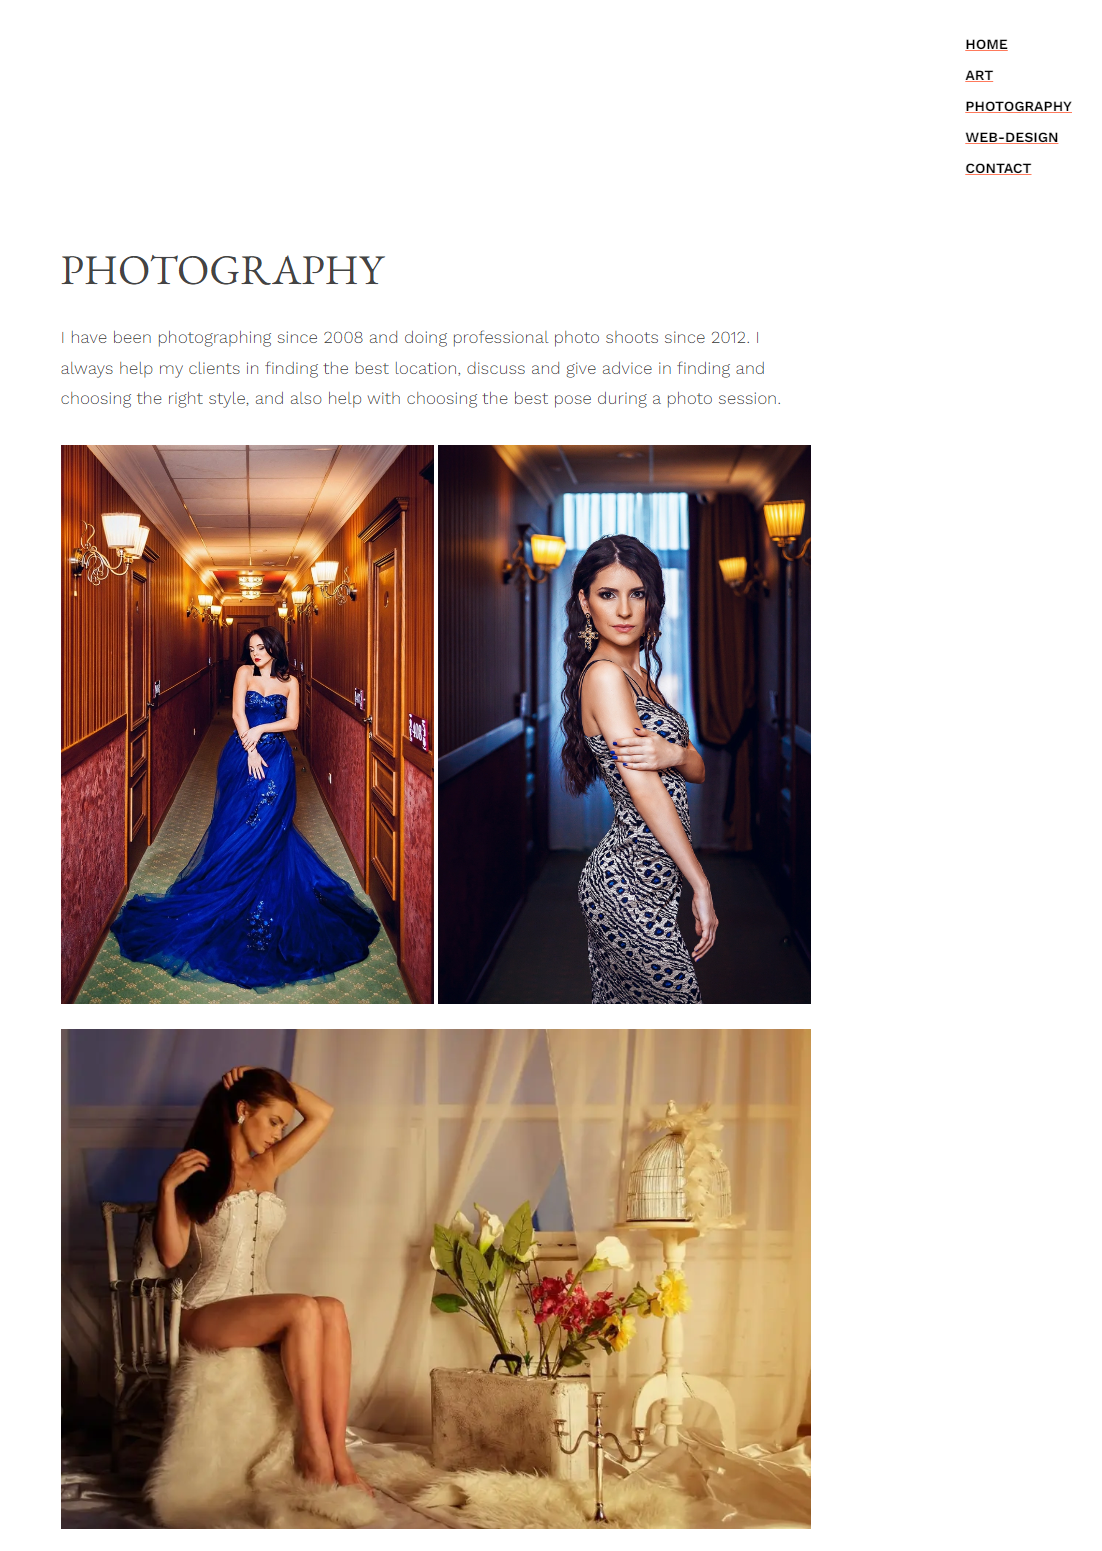 HOME
ART
PHOTOGRAPHY
WEB-DESIGN
CONTACT
PHOTOGRAPHY
I have been photographing since 2008 and doing professional photo shoots since 2012. I
always help my clients in finding the best location, discuss and give advice in finding and
choosing the right style, and also help with choosing the best pose during a photo session.
408